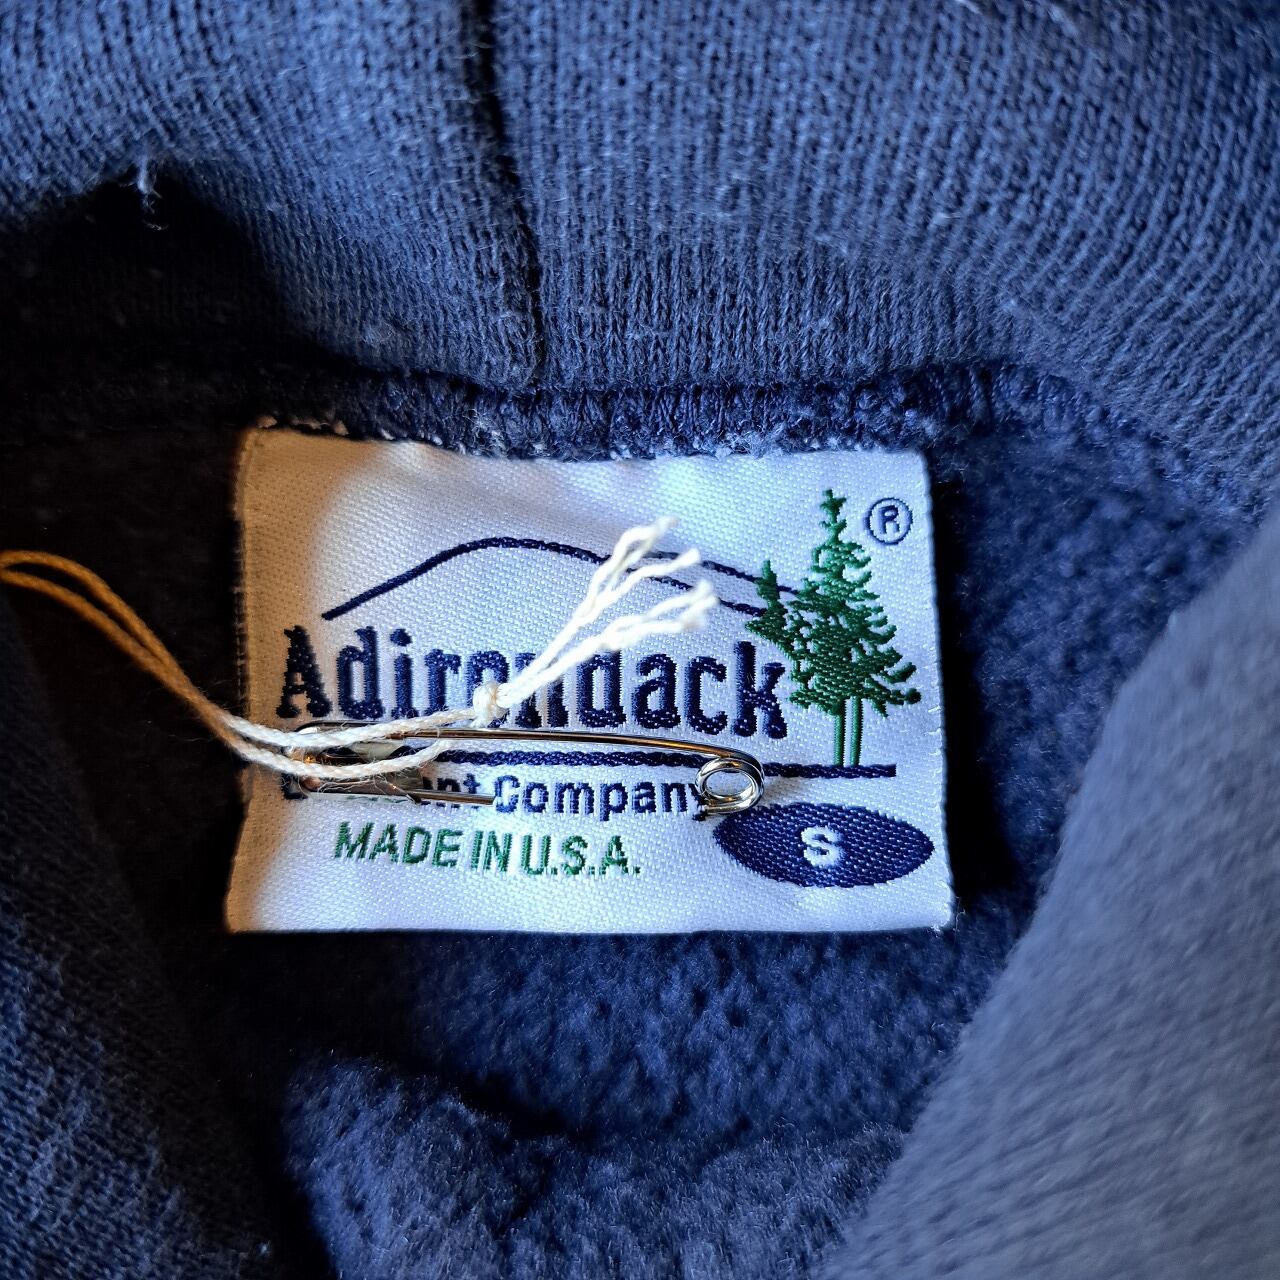 ®
Adirondack
Company
MADE IN U.S.A.
S